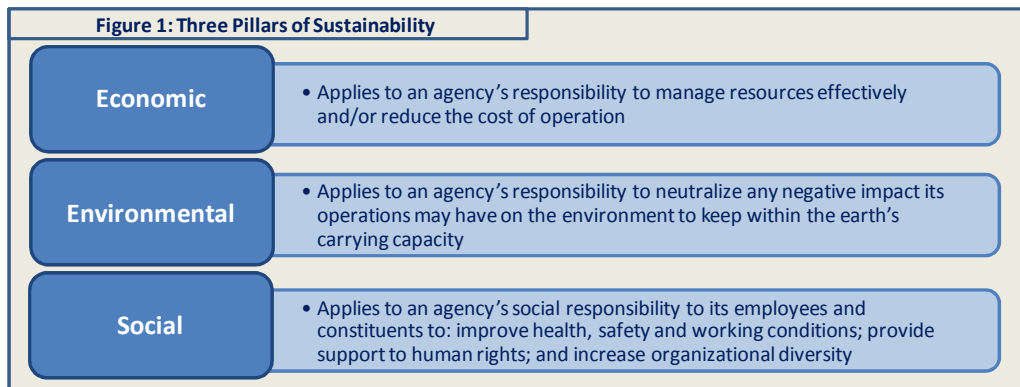 Figure 1: Three Pillars of Sustainability
Economic
• Applies to an agency’s responsibility to manage resources effectively
and/or reduce the cost of operation
Environmental
• Applies to an agency’s responsibility to neutralize any negative impact its
operations may have on the environment to keep within the earth’s
carrying capacity
Social
• Applies to an agency’s social responsibility to its employees and
constituents to: improve health, safety and working conditions; provide
support to human rights; and increase organizational diversity